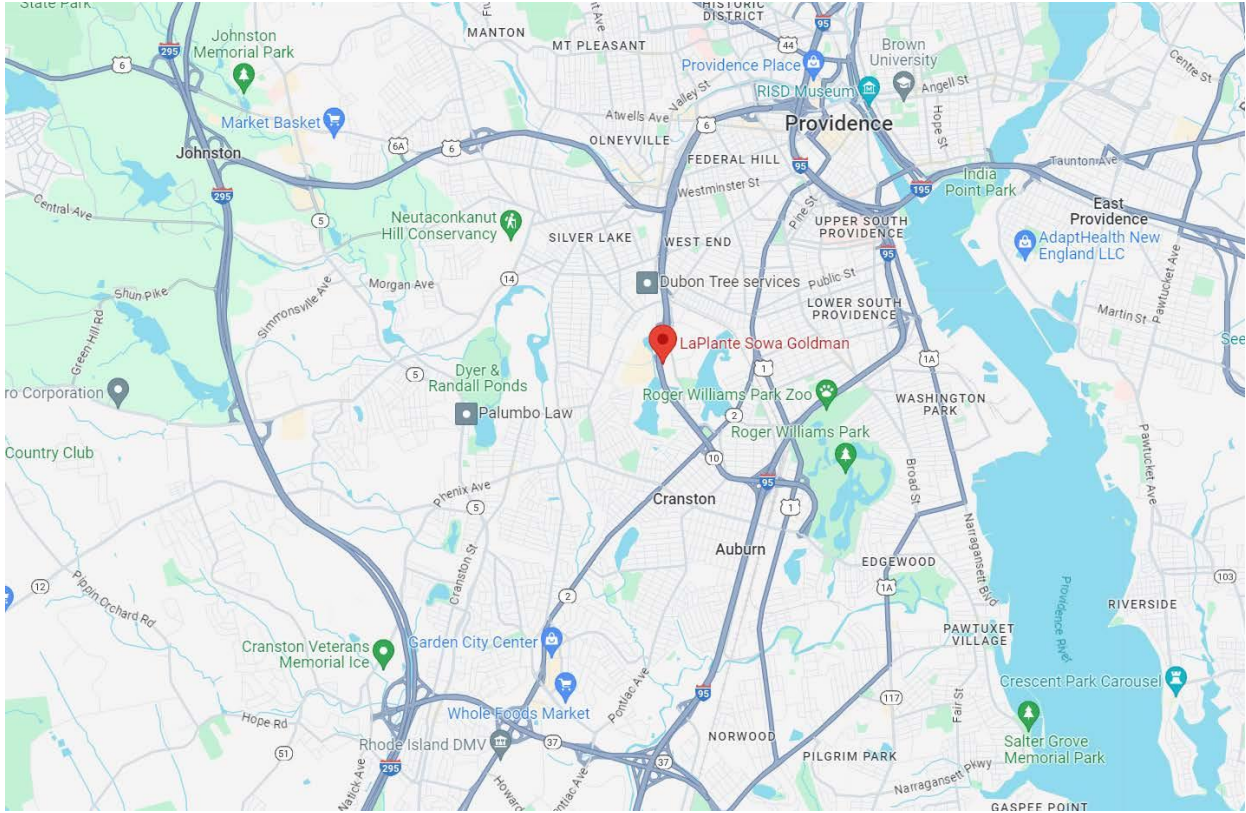 State Park
HISTORIC
DISTRICT
95
Johnston
Memorial Park
295
MANTON
MT PLEASANT
44
Brown
University
6
Providence Place
Centre St
Angell St
Valley St
RISD Museum
Hope St
Market Basket
Atwells Ave
6
Providence
6A
6
OLNEYVILLE
Johnston
FEDERAL HILL
95
Taunton Ave
295
Westminster St
India
Point Park
195
Central Ave
5
Neutaconkanut
Hill Conservancy
Pine St
East
Providence
UPPER SOUTH
PROVIDENCE
SILVER LAKE
WEST END
AdaptHealth New
England LLC
95
Pawtucket Ave
14
Dubon Tree services
Public St
Morgan Ave
Shun Pike
Simmonsville Ave
LOWER SOUTH
PROVIDENCE
Martin St
Green Hill Rd
LaPlante Sowa Goldman
See
1A
5
Dyer &
Randall Ponds
1
ro Corporation
Roger Williams Park Zoo
WASHINGTON
PARK
Palumbo Law
2
Roger Williams Park
Country Club
10
Pawtucket Ave
Broad St
95
Phenix Ave
Cranston
5
1
Narragansett Blvd
Auburn
Cranston St
EDGEWOOD
12
Pippin Orchard Rd
2
1A
103
Providence River
RIVERSIDE
PAWTUXET
VILLAGE
Garden City Center
Cranston Veterans
Memorial Ice
Pontiac Ave
Crescent Park Carousel
95
117
Fair St
Whole Foods Market
Hope Rd
51
Rhode Island DMV
37
NORWOOD
Salter Grove
Memorial Park
37
PILGRIM PARK
295
Natick Ave
Howard
ntiac Ave
Narragansett Pkwy
GASPEE POINT